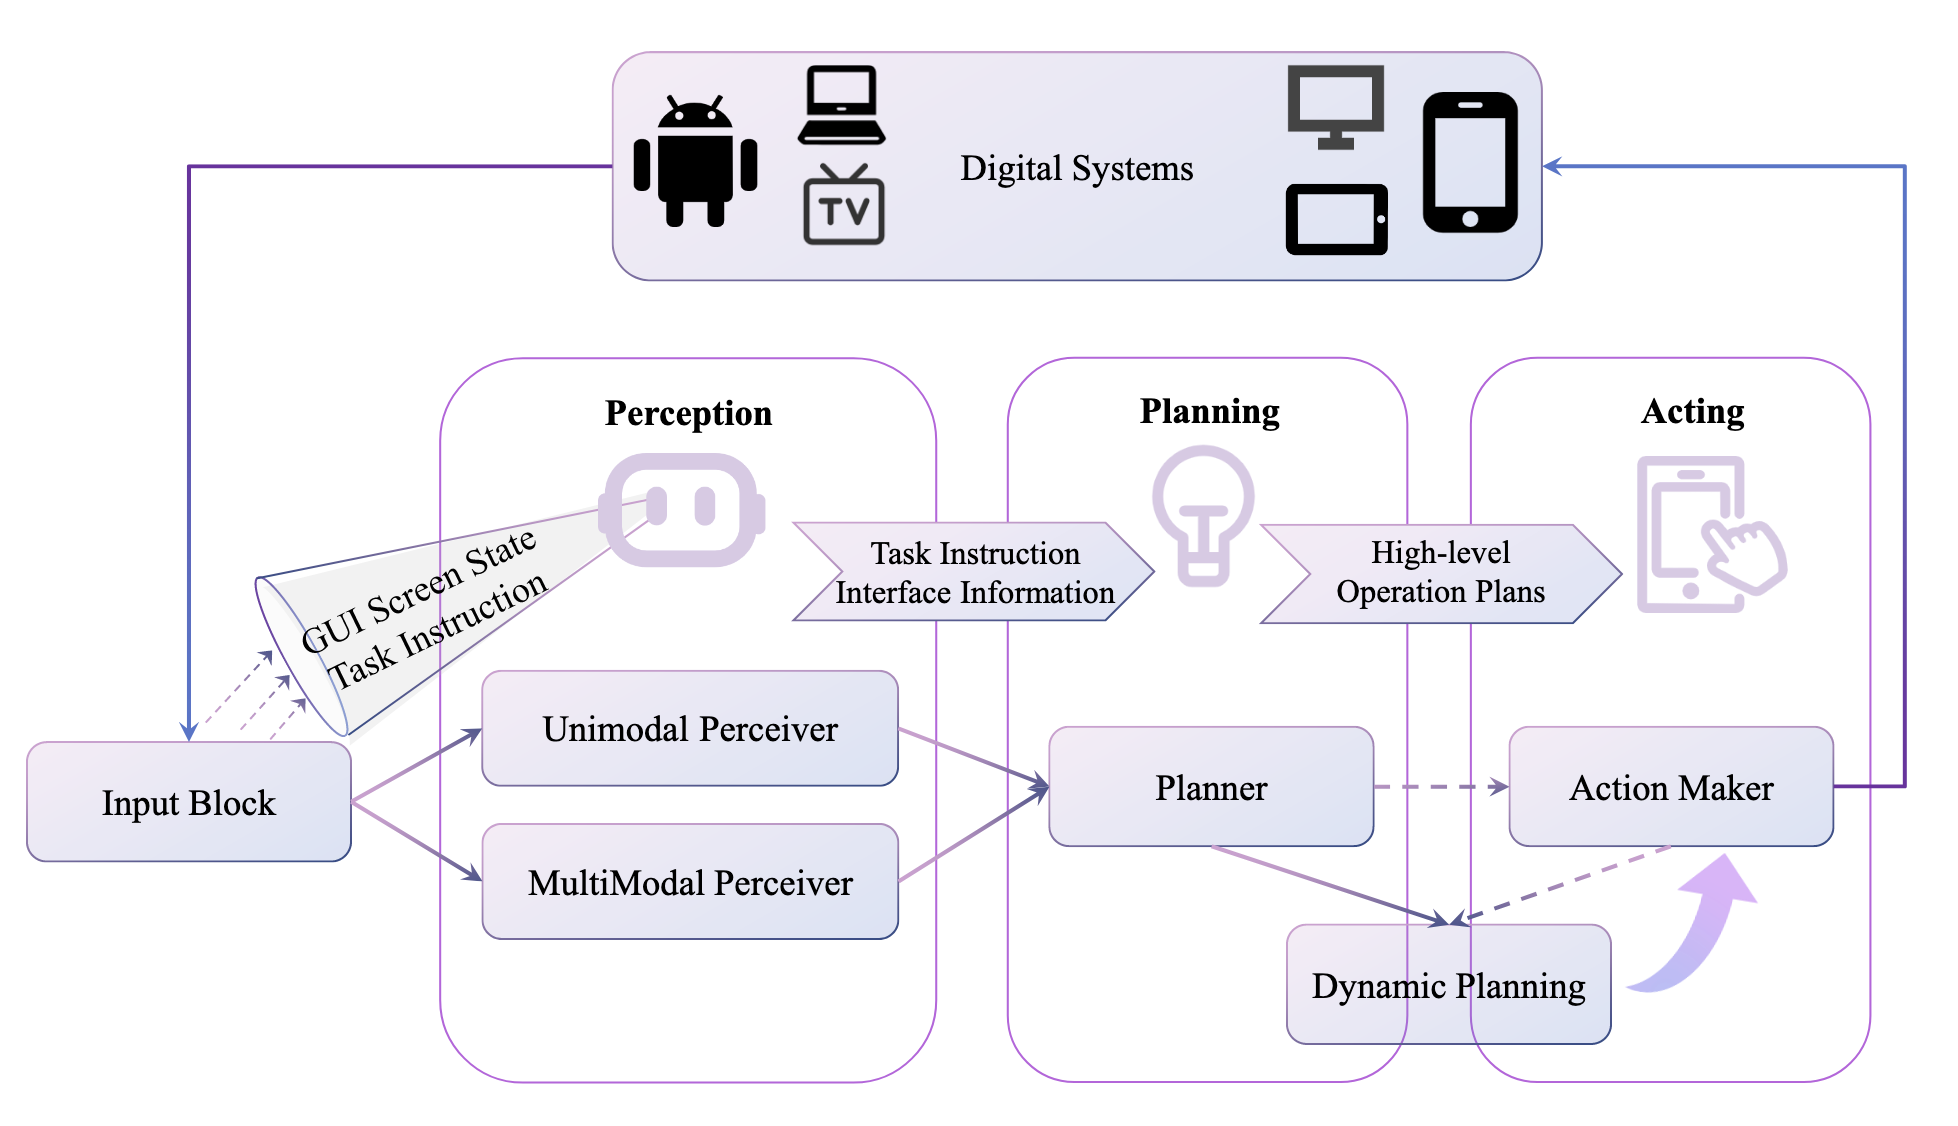 Digital Systems
TV
Perception
Planning
Acting
GUI Screen State
Task Instruction
Task Instruction
Interface Information
High-level
Operation Plans
Input Block
Unimodal Perceiver
MultiModal Perceiver
Planner
Action Maker
Dynamic Planning